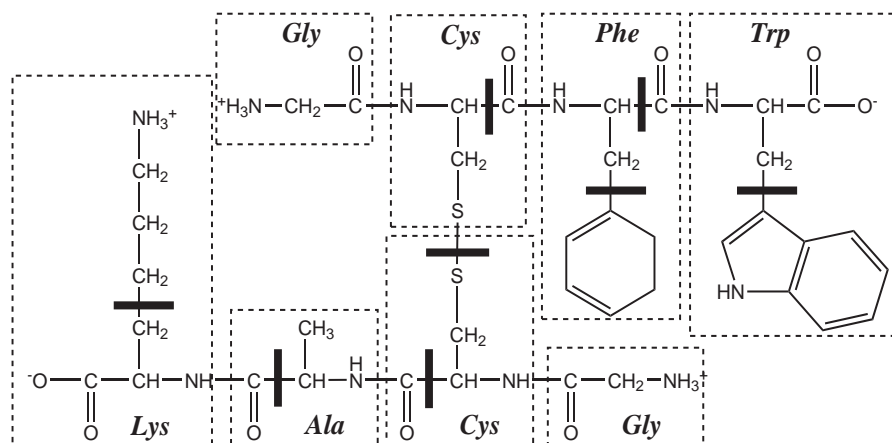 Gly Cys Phe Trp
O O O O
NH₃⁺ ⁺H₃N CH₂ C H N CH C H N CH C H N CH C O⁻
CH₂ CH₂ CH₂ CH₂
CH₂ S
CH₂ S HN
CH₂ CH₃ CH₂
⁻O C CH NH C CH H N C CH NH C CH₂ NH₃⁺
O O O O
Lys Ala Cys Gly